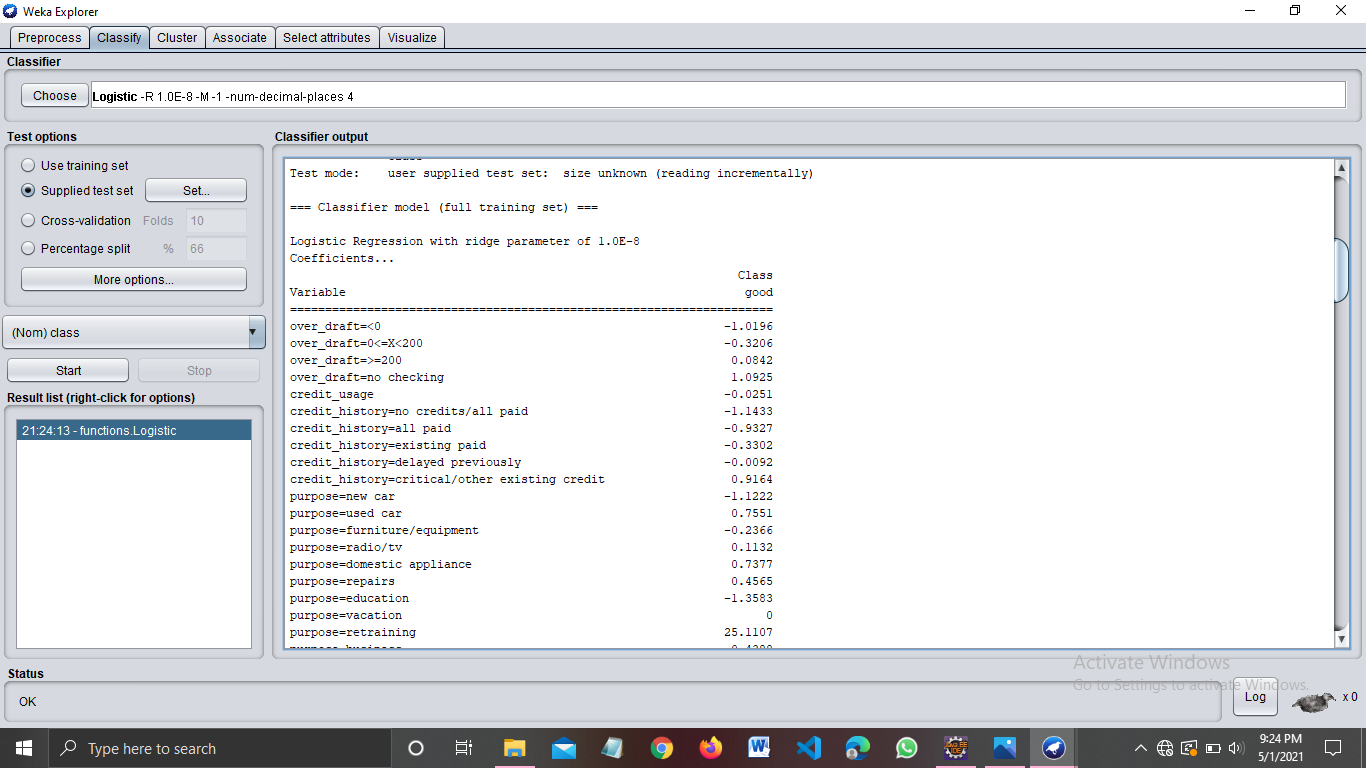 Weka Explorer
Preprocess Classify Cluster Associate Select attributes Visualize
Classifier
Choose Logistic -R 1.0E-8 -M -1 -num-decimal-places 4
Test options
Use training set
Supplied test set Set...
Cross-validation Folds 10
Percentage split % 66
More options...
(Nom) class
Start Stop
Result list (right-click for options)
21:24:13 - functions.Logistic
Classifier output
Test mode: user supplied test set: size unknown (reading incrementally)
=== Classifier model (full training set) ===
Logistic Regression with ridge parameter of 1.0E-8
Coefficients...
Class
Variable good
=====================================================================
over_draft=<0 -1.0196
over_draft=0<=X<200 -0.3206
over_draft=>=200 0.0842
over_draft=no checking 1.0925
credit_usage -0.0251
credit_history=no credits/all paid -1.1433
credit_history=all paid -0.9327
credit_history=existing paid -0.3302
credit_history=delayed previously -0.0092
credit_history=critical/other existing credit 0.9164
purpose=new car -1.1222
purpose=used car 0.7551
purpose=furniture/equipment -0.2366
purpose=radio/tv 0.1132
purpose=domestic appliance 0.7377
purpose=repairs 0.4565
purpose=education -1.3583
purpose=vacation 0
purpose=retraining 25.1107
Activate Windows
Go to Settings to activate Windows.
Status
OK
Log
x 0
Type here to search
9:24 PM
5/1/2021